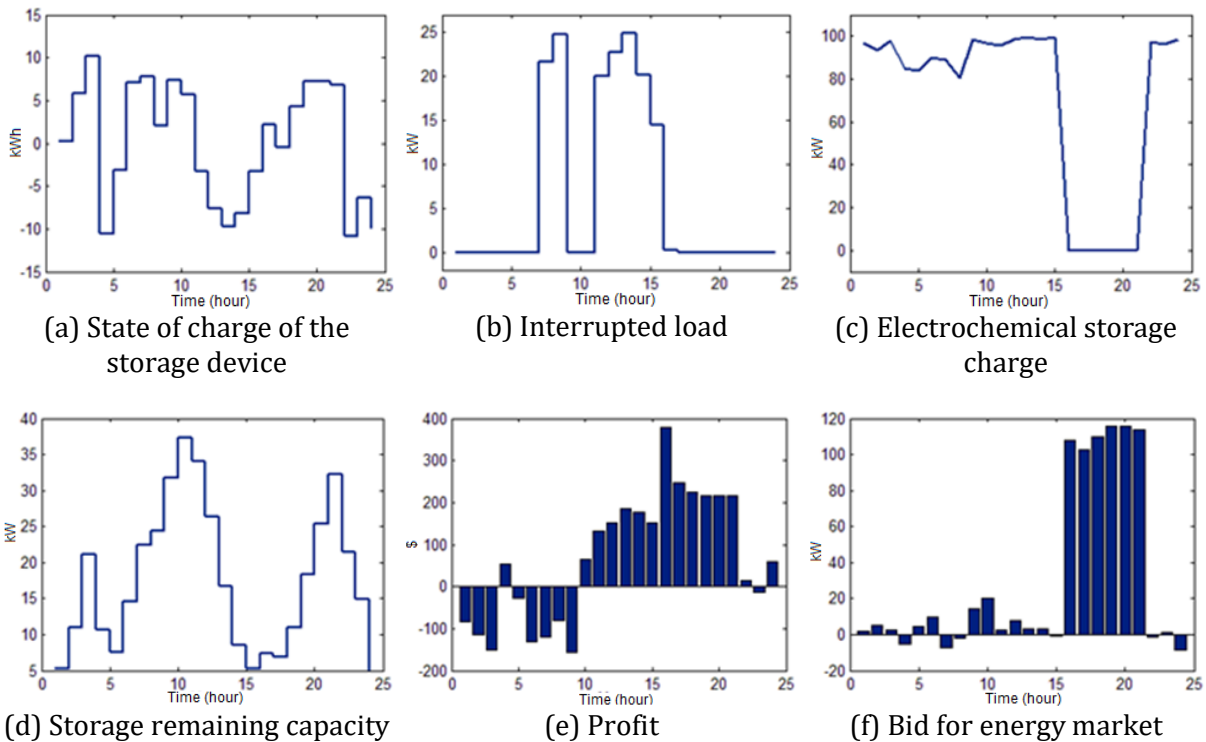 15
10
5
0
-5
-10
-15
kWh
0 5 10 15 20 25
Time (hour)
(a) State of charge of the
storage device
25
20
15
10
5
0
kW
0 5 10 15 20 25
Time (hour)
(b) Interrupted load
100
80
60
40
20
0
kW
0 5 10 15 20 25
Time (hour)
(c) Electrochemical storage
charge
40
35
30
25
20
15
10
5
kW
0 5 10 15 20 25
Time (hour)
(d) Storage remaining capacity
400
300
200
100
0
-100
-200
$
0 5 10 15 20 25
Time (hour)
(e) Profit
120
100
80
60
40
20
0
-20
kW
0 5 10 15 20 25
Time (hour)
(f) Bid for energy market